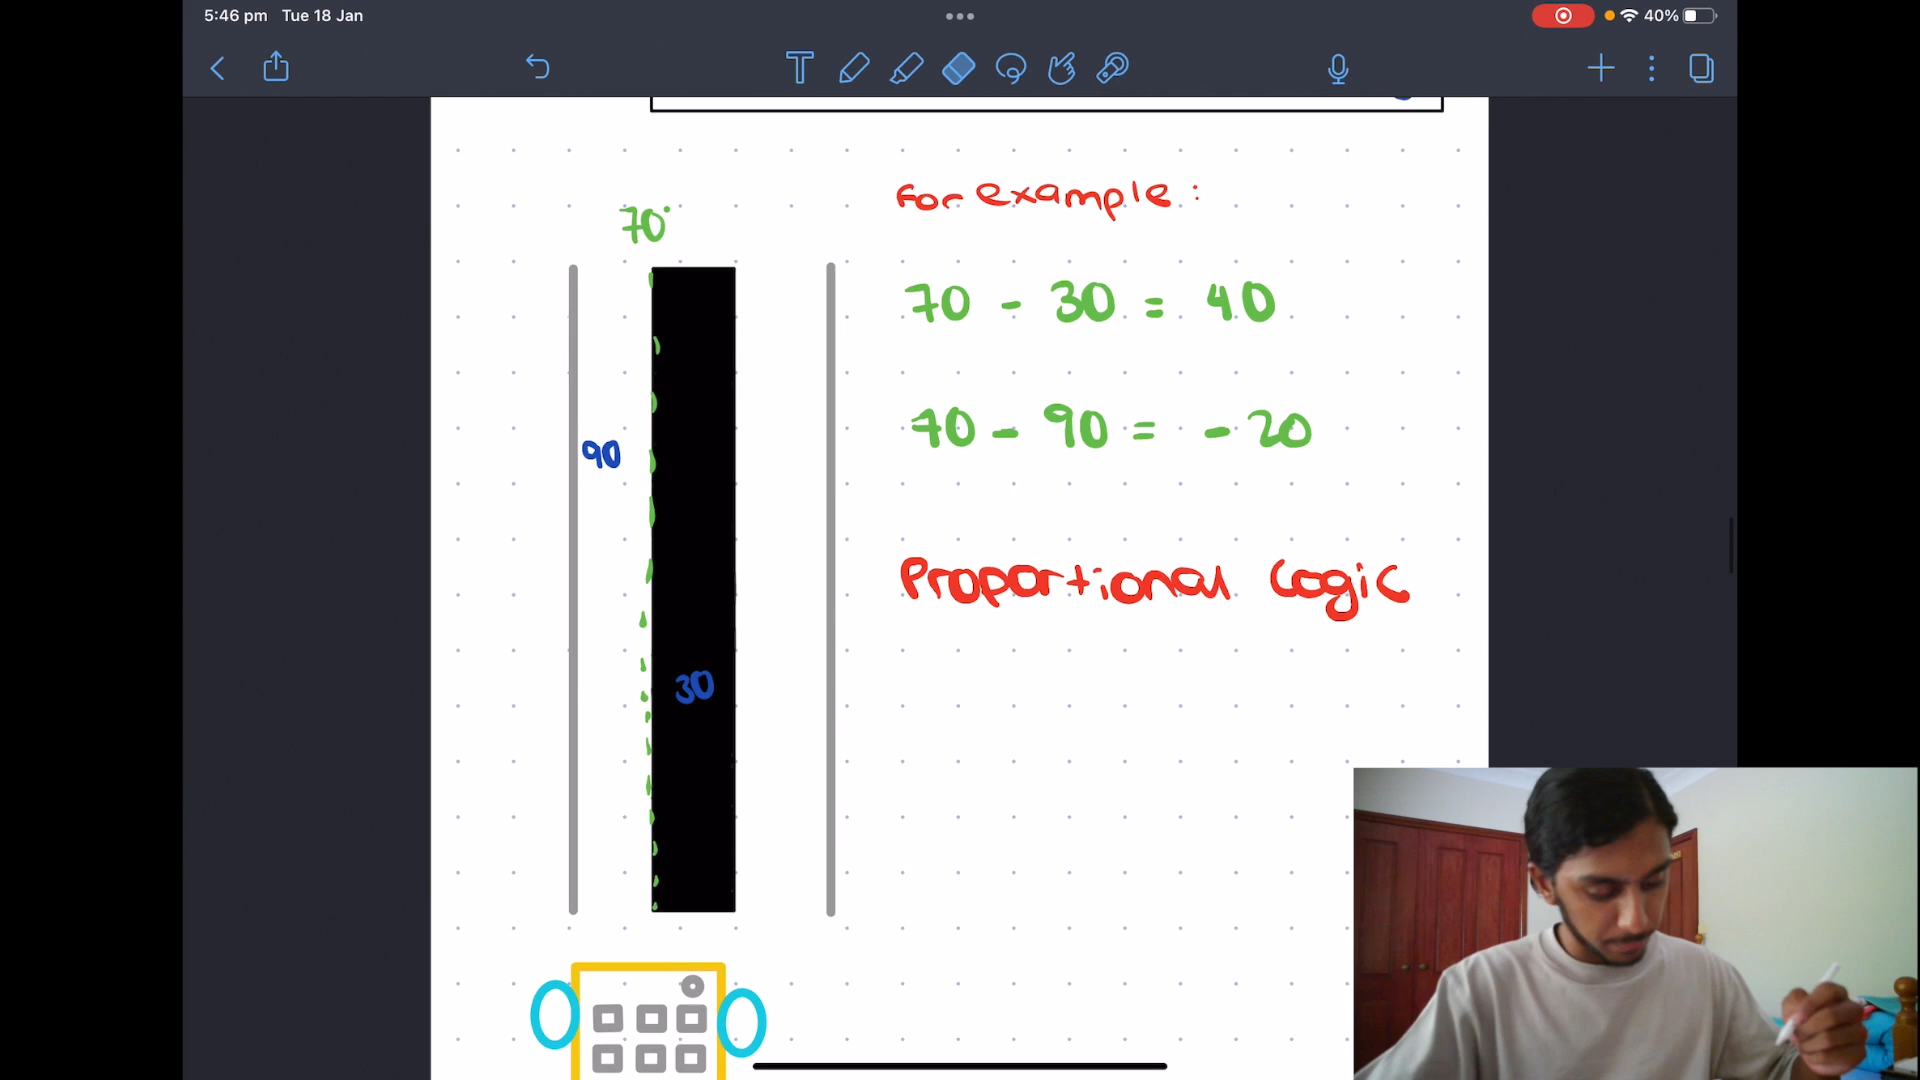 5:46 pm Tue 18 Jan
40%
T
For example:
70°
70 - 30 = 40
70 - 90 = - 20
90
Proportional Logic
30